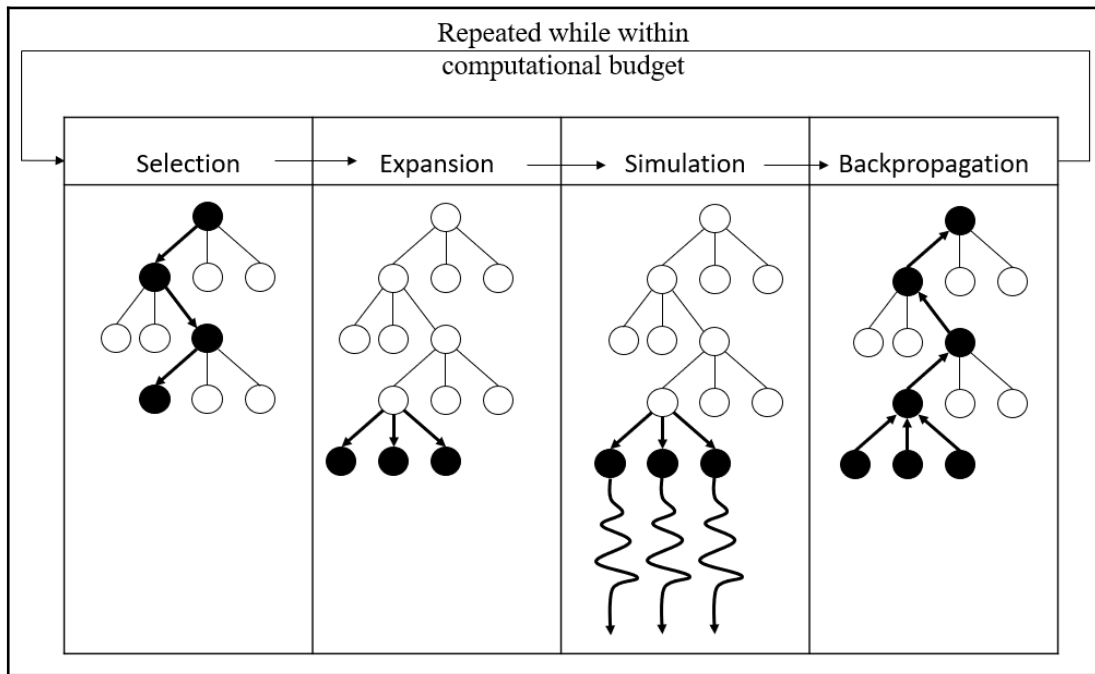 Repeated while within
computational budget
Selection
Expansion
Simulation
Backpropagation